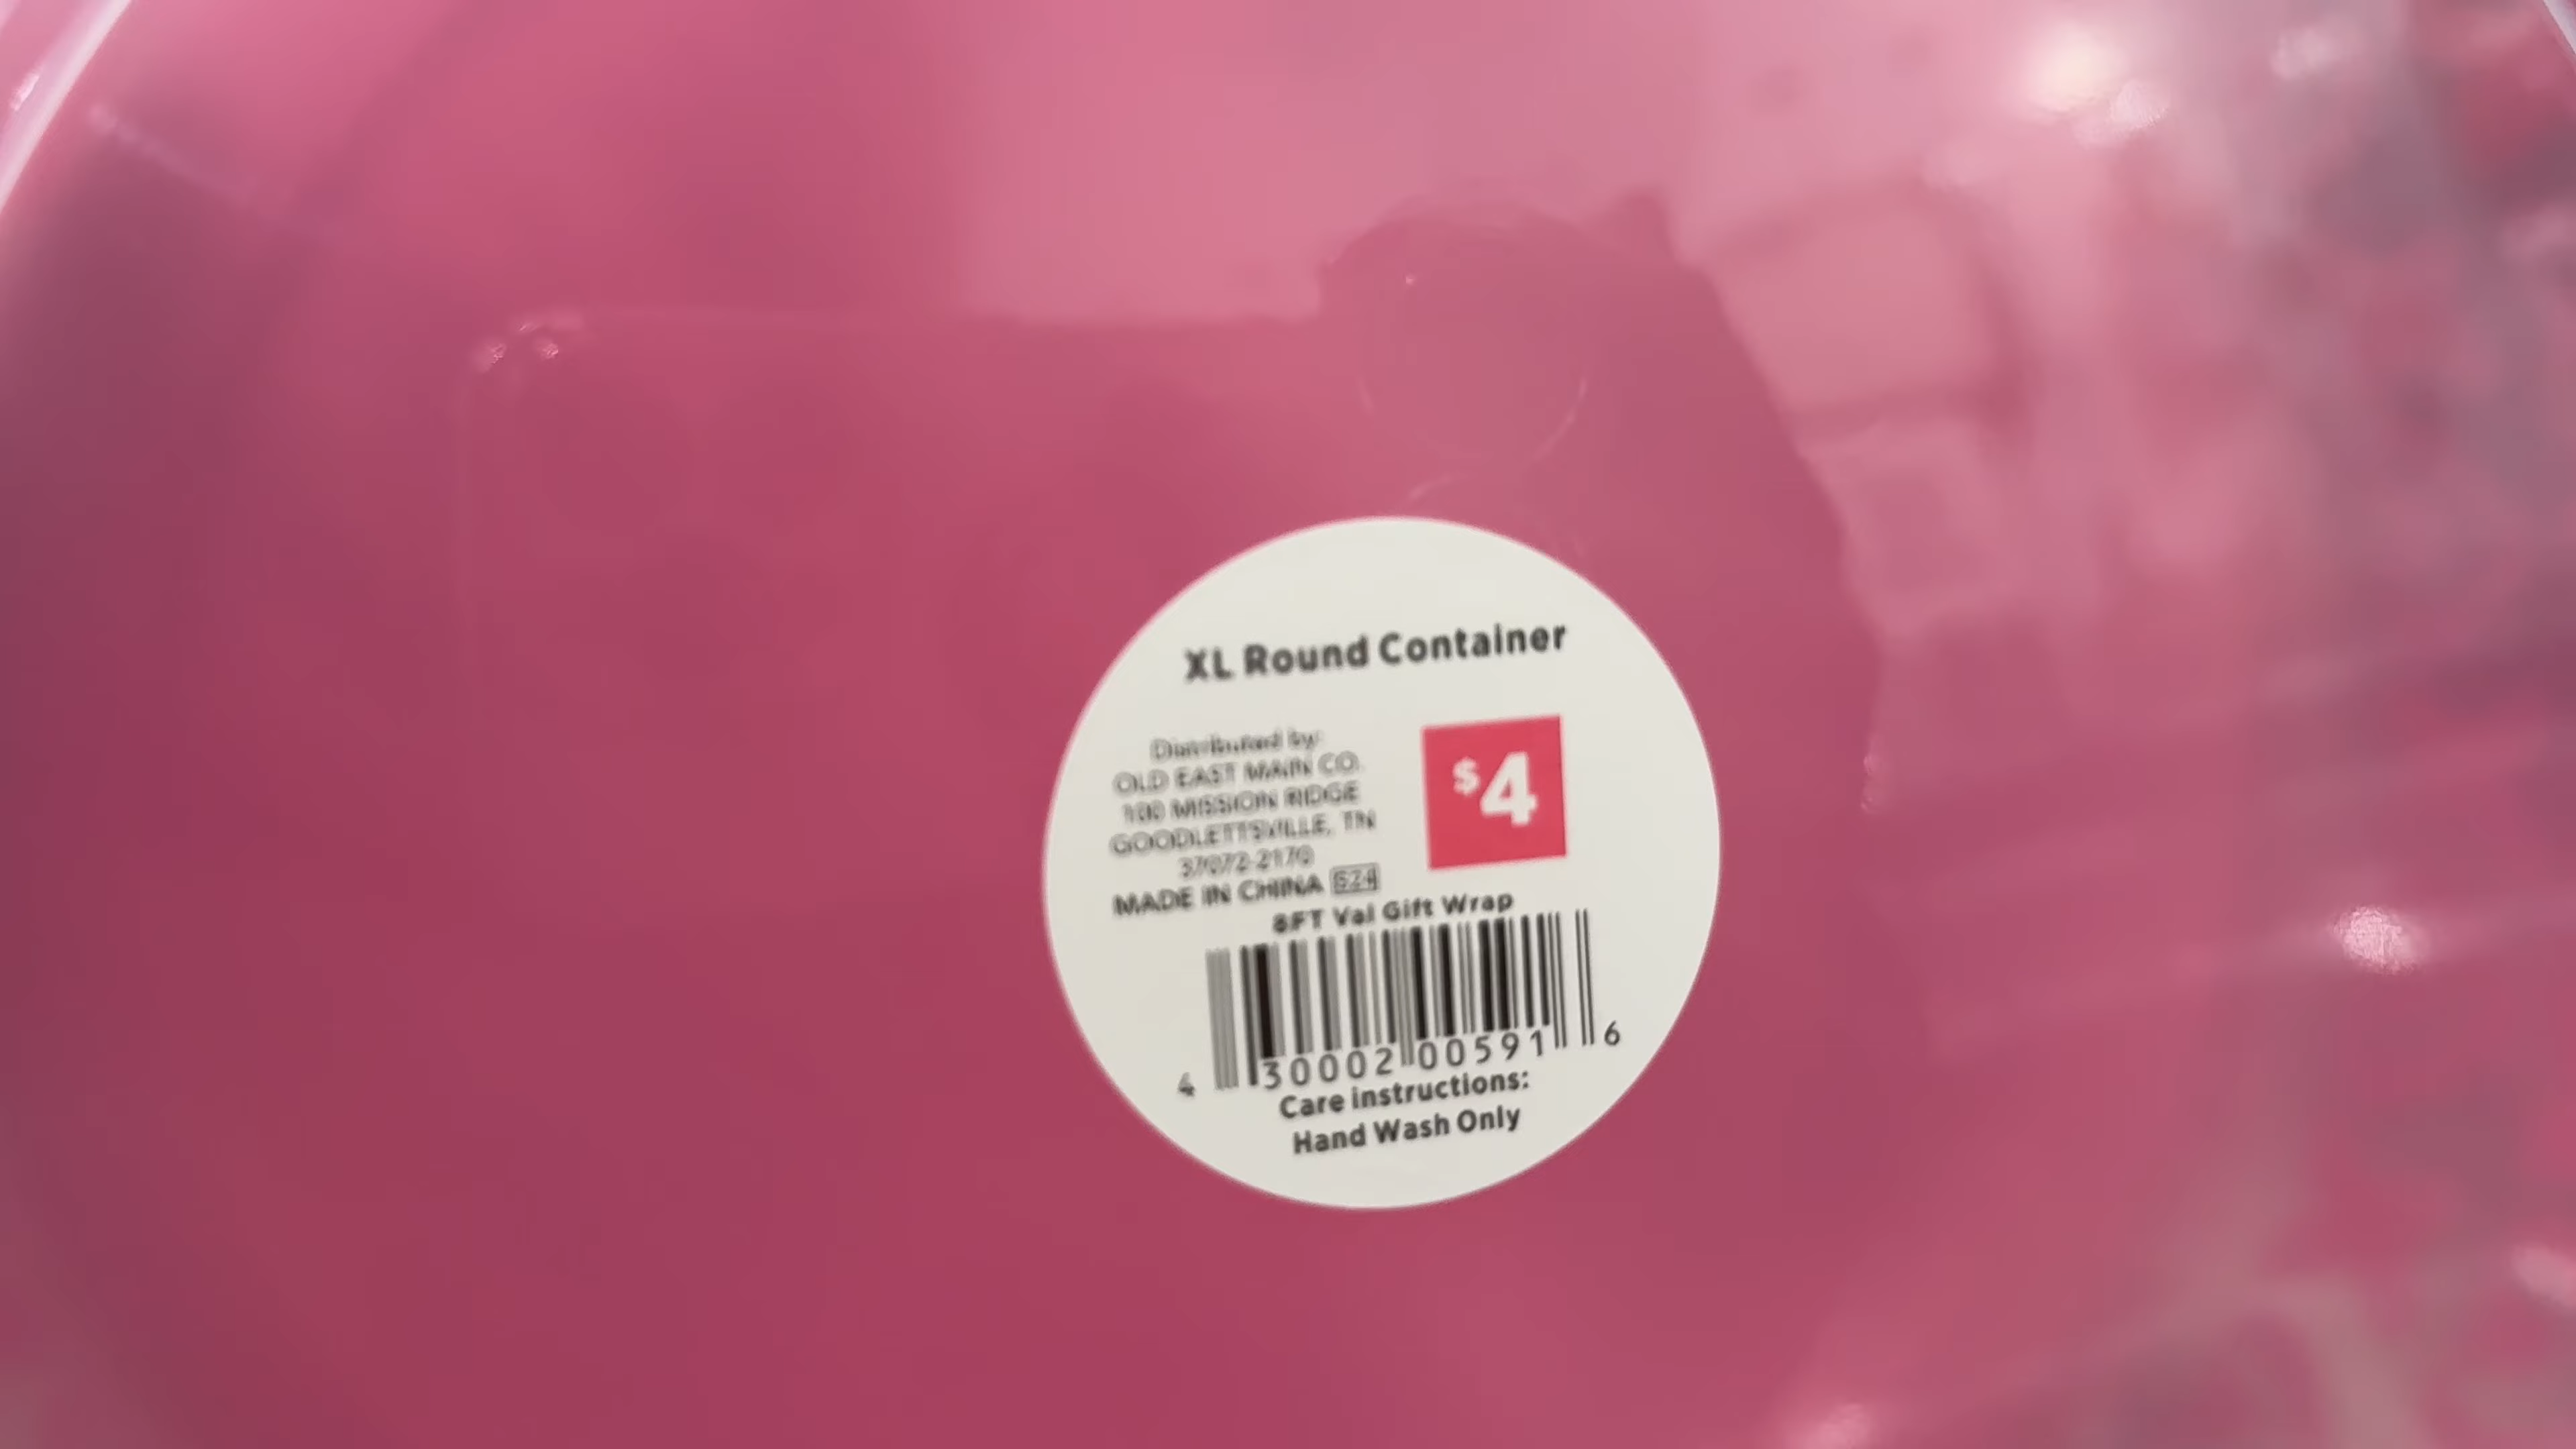 XL Round Container
$4
Distributed by:
OLD EAST MAIN CO.
100 MISSION RIDGE
GOODLETTSVILLE, TN
37072-2170
MADE IN CHINA
8FT Val Gift Wrap
4 30002 00591 6
Care instructions:
Hand Wash Only